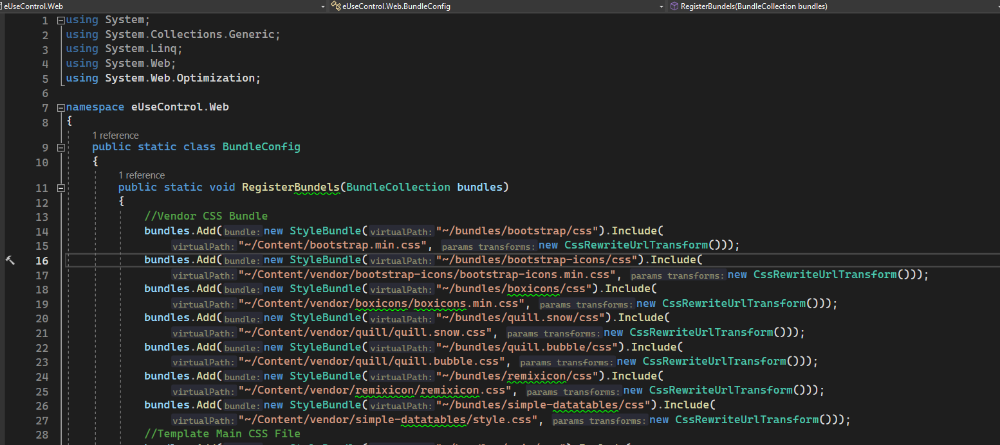 eUseControl.Web eUseControl.Web.BundleConfig RegisterBundels(BundleCollection bundles)
1 using System;
2 using System.Collections.Generic;
3 using System.Linq;
4 using System.Web;
5 using System.Web.Optimization;
6
7 namespace eUseControl.Web
8 {
1 reference
9 public static class BundleConfig
10 {
1 reference
11 public static void RegisterBundels(BundleCollection bundles)
12 {
13 //Vendor CSS Bundle
14 bundles.Add(bundle: new StyleBundle(virtualPath: "~/bundles/bootstrap/css").Include(
15 virtualPath: "~/Content/bootstrap.min.css", params transforms: new CssRewriteUrlTransform()));
16 bundles.Add(bundle: new StyleBundle(virtualPath: "~/bundles/bootstrap-icons/css").Include(
17 virtualPath: "~/Content/vendor/bootstrap-icons/bootstrap-icons.min.css", params transforms: new CssRewriteUrlTransform()));
18 bundles.Add(bundle: new StyleBundle(virtualPath: "~/bundles/boxicons/css").Include(
19 virtualPath: "~/Content/vendor/boxicons/boxicons.min.css", params transforms: new CssRewriteUrlTransform()));
20 bundles.Add(bundle: new StyleBundle(virtualPath: "~/bundles/quill.snow/css").Include(
21 virtualPath: "~/Content/vendor/quill/quill.snow.css", params transforms: new CssRewriteUrlTransform()));
22 bundles.Add(bundle: new StyleBundle(virtualPath: "~/bundles/quill.bubble/css").Include(
23 virtualPath: "~/Content/vendor/quill/quill.bubble.css", params transforms: new CssRewriteUrlTransform()));
24 bundles.Add(bundle: new StyleBundle(virtualPath: "~/bundles/remixicon/css").Include(
25 virtualPath: "~/Content/vendor/remixicon/remixicon.css", params transforms: new CssRewriteUrlTransform()));
26 bundles.Add(bundle: new StyleBundle(virtualPath: "~/bundles/simple-datatables/css").Include(
27 virtualPath: "~/Content/vendor/simple-datatables/style.css", params transforms: new CssRewriteUrlTransform()));
28 //Template Main CSS File